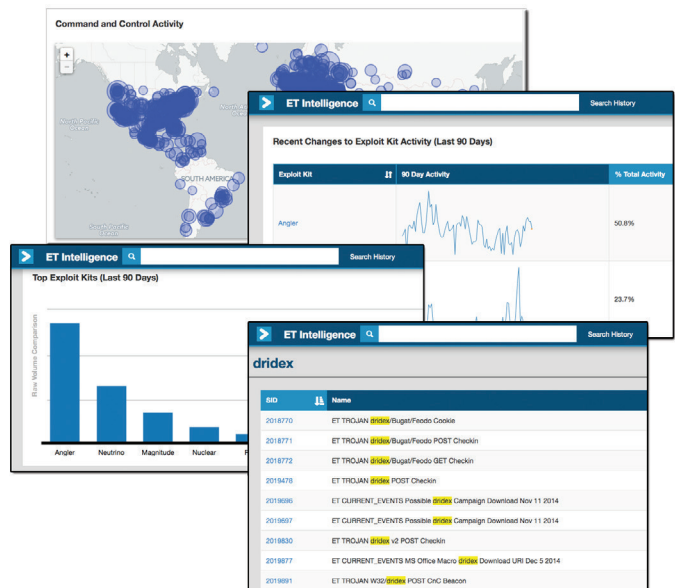 Command and Control Activity
+
-
North Pacific
Ocean
SOUTH AMERICA
South Pacific
Ocean
ET Intelligence
Search History
Recent Changes to Exploit Kit Activity (Last 90 Days)
Exploit Kit 90 Day Activity % Total Activity
Angler 50.8%
23.7%
ET Intelligence
Search History
Top Exploit Kits (Last 90 Days)
Raw Volume Comparison
Angler Neutrino Magnitude Nuclear
ET Intelligence
Search History
dridex
SID Name
2018770 ET TROJAN dridex/Bugat/Feodo Cookie
2018771 ET TROJAN dridex/Bugat/Feodo POST Checkin
2018772 ET TROJAN dridex/Bugat/Feodo GET Checkin
2019478 ET TROJAN dridex POST Checkin
2019696 ET CURRENT_EVENTS Possible dridex Campaign Download Nov 11 2014
2019697 ET CURRENT_EVENTS Possible dridex Campaign Download Nov 11 2014
2019830 ET TROJAN dridex v2 POST Checkin
2019877 ET CURRENT_EVENTS MS Office Macro dridex Download URI Dec 5 2014
2019891 ET TROJAN W32/dridex POST CnC Beacon